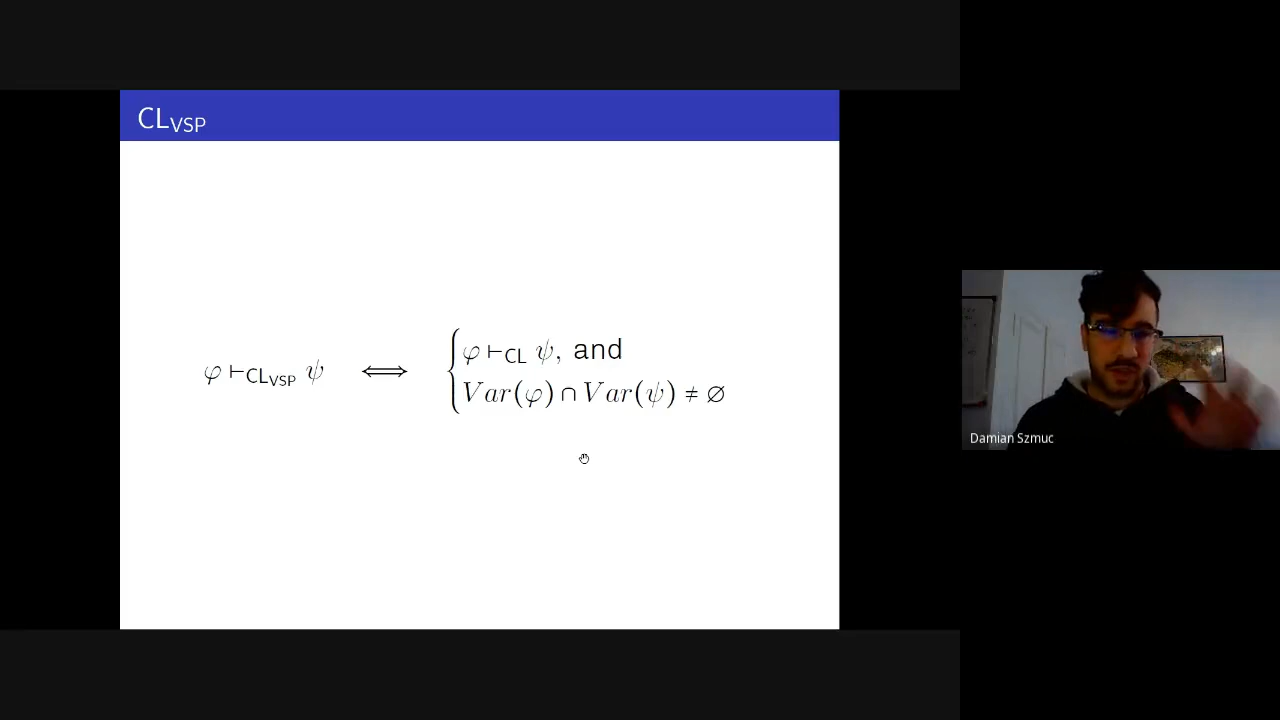 CL_VSP
φ ⊢_CL_VSP ψ ⟺ { φ ⊢_CL ψ, and
Var(φ) ∩ Var(ψ) ≠ ∅
Damian Szmuc